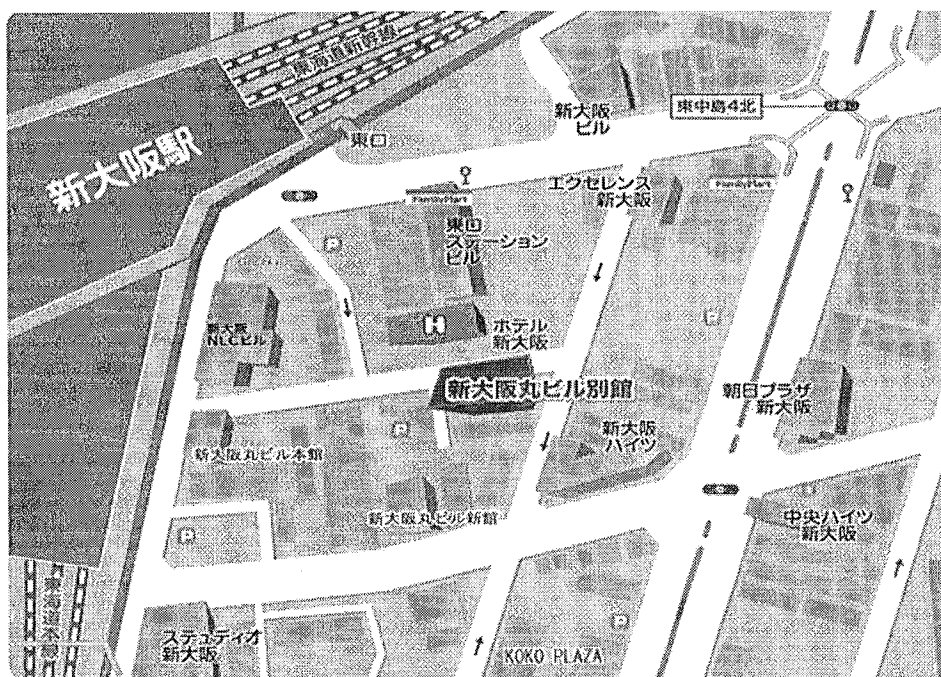 東海道新幹線
新大阪駅
東口
新大阪
ビル
東中島4北
FamilyMart
エクセレンス
新大阪
FamilyMart
東口
ステーション
ビル
P
P
新大阪
NLCビル
H
ホテル
新大阪
新大阪丸ビル別館
朝日プラザ
新大阪
新大阪
ハイツ
P
新大阪丸ビル本館
新大阪丸ビル新館
中央ハイツ
新大阪
P
東海道本線
ステュディオ
新大阪
P
KOKO PLAZA